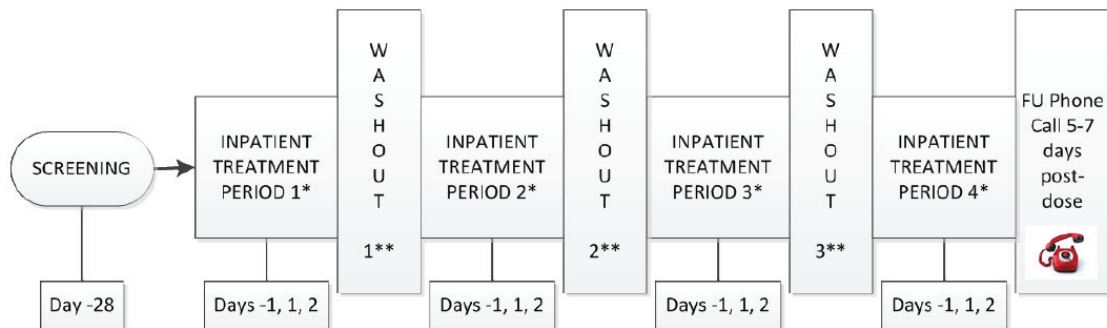 SCREENING
Day -28
INPATIENT
TREATMENT
PERIOD 1*
Days -1, 1, 2
W
A
S
H
O
U
T
1**
INPATIENT
TREATMENT
PERIOD 2*
Days -1, 1, 2
W
A
S
H
O
U
T
2**
INPATIENT
TREATMENT
PERIOD 3*
Days -1, 1, 2
W
A
S
H
O
U
T
3**
INPATIENT
TREATMENT
PERIOD 4*
Days -1, 1, 2
FU Phone
Call 5-7
days
post-
dose